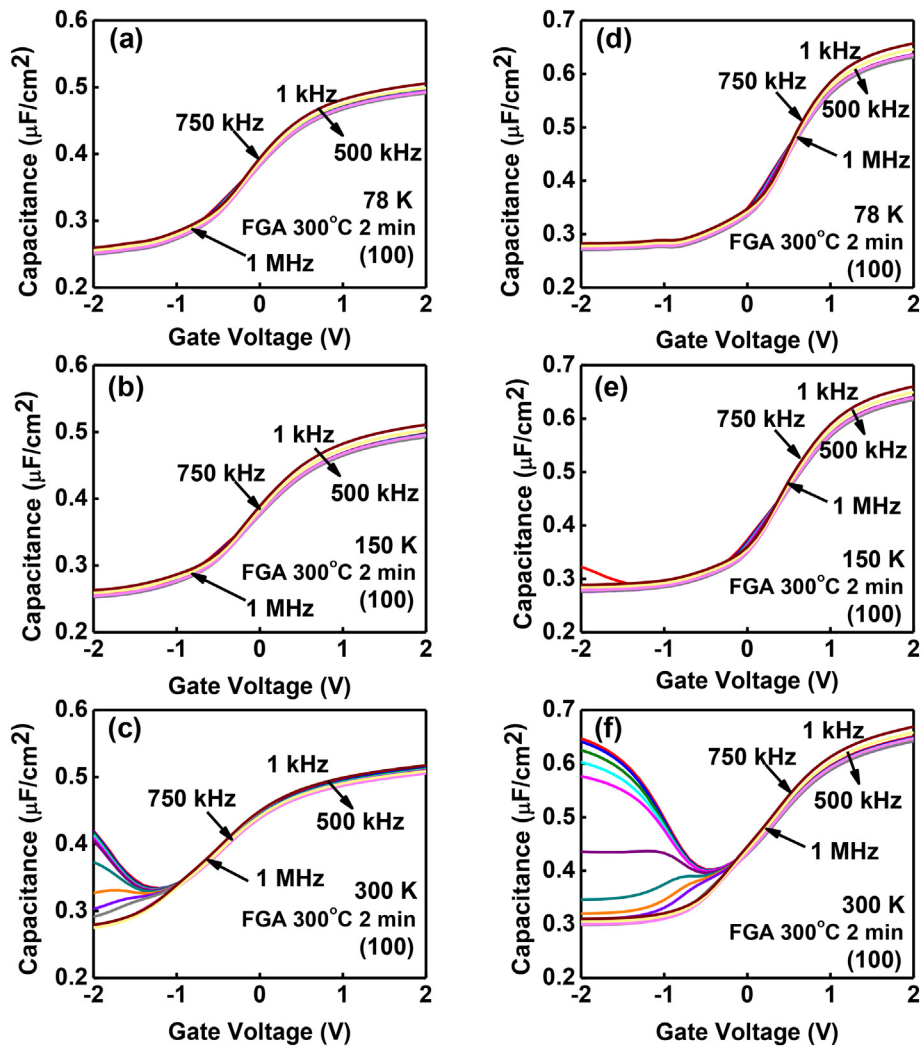 (a)
0.6
0.5
0.4
0.3
0.2
Capacitance (μF/cm²)
1 kHz
750 kHz
500 kHz
78 K
FGA 300°C 2 min
1 MHz
(100)
-2 -1 0 1 2
Gate Voltage (V)
(d)
0.7
0.6
0.5
0.4
0.3
0.2
Capacitance (μF/cm²)
1 kHz
750 kHz
500 kHz
1 MHz
78 K
FGA 300°C 2 min
(100)
-2 -1 0 1 2
Gate Voltage (V)
(b)
0.6
0.5
0.4
0.3
0.2
Capacitance (μF/cm²)
1 kHz
750 kHz
500 kHz
150 K
FGA 300°C 2 min
1 MHz
(100)
-2 -1 0 1 2
Gate Voltage (V)
(e)
0.7
0.6
0.5
0.4
0.3
0.2
Capacitance (μF/cm²)
1 kHz
750 kHz
500 kHz
1 MHz
150 K
FGA 300°C 2 min
(100)
-2 -1 0 1 2
Gate Voltage (V)
(c)
0.6
0.5
0.4
0.3
0.2
Capacitance (μF/cm²)
1 kHz
750 kHz
500 kHz
1 MHz
300 K
FGA 300°C 2 min
(100)
-2 -1 0 1 2
Gate Voltage (V)
(f)
0.7
0.6
0.5
0.4
0.3
0.2
Capacitance (μF/cm²)
1 kHz
750 kHz
500 kHz
1 MHz
300 K
FGA 300°C 2 min
(100)
-2 -1 0 1 2
Gate Voltage (V)